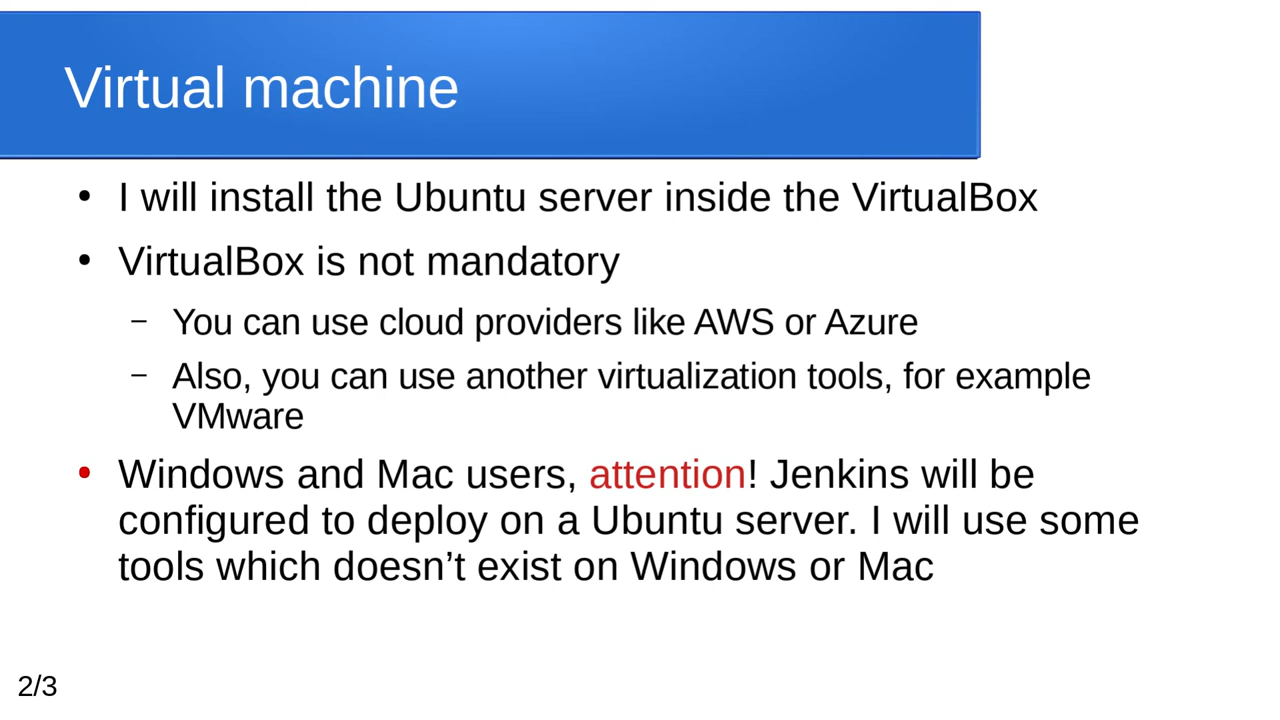 Virtual machine
• I will install the Ubuntu server inside the VirtualBox
• VirtualBox is not mandatory
– You can use cloud providers like AWS or Azure
– Also, you can use another virtualization tools, for example
VMware
• Windows and Mac users, attention! Jenkins will be
configured to deploy on a Ubuntu server. I will use some
tools which doesn’t exist on Windows or Mac
2/3